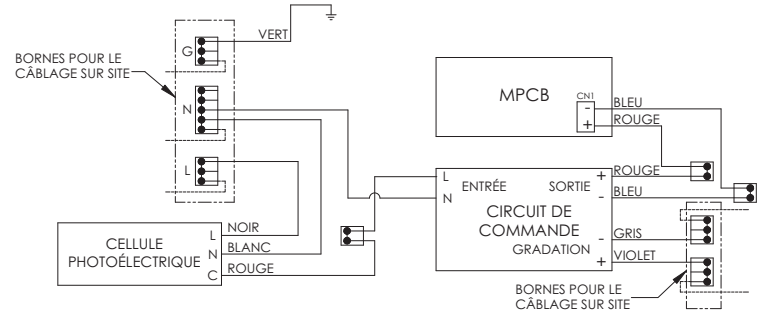 VERT
G
BORNES POUR LE
CÂBLAGE SUR SITE
N
L
MPCB
CN1
-
+
BLEU
ROUGE
L
N
ENTRÉE
SORTIE
+
-
ROUGE
BLEU
CIRCUIT DE
COMMANDE
GRADATION
-
+
GRIS
VIOLET
CELLULE
PHOTOÉLECTRIQUE
L
N
C
NOIR
BLANC
ROUGE
BORNES POUR LE
CÂBLAGE SUR SITE